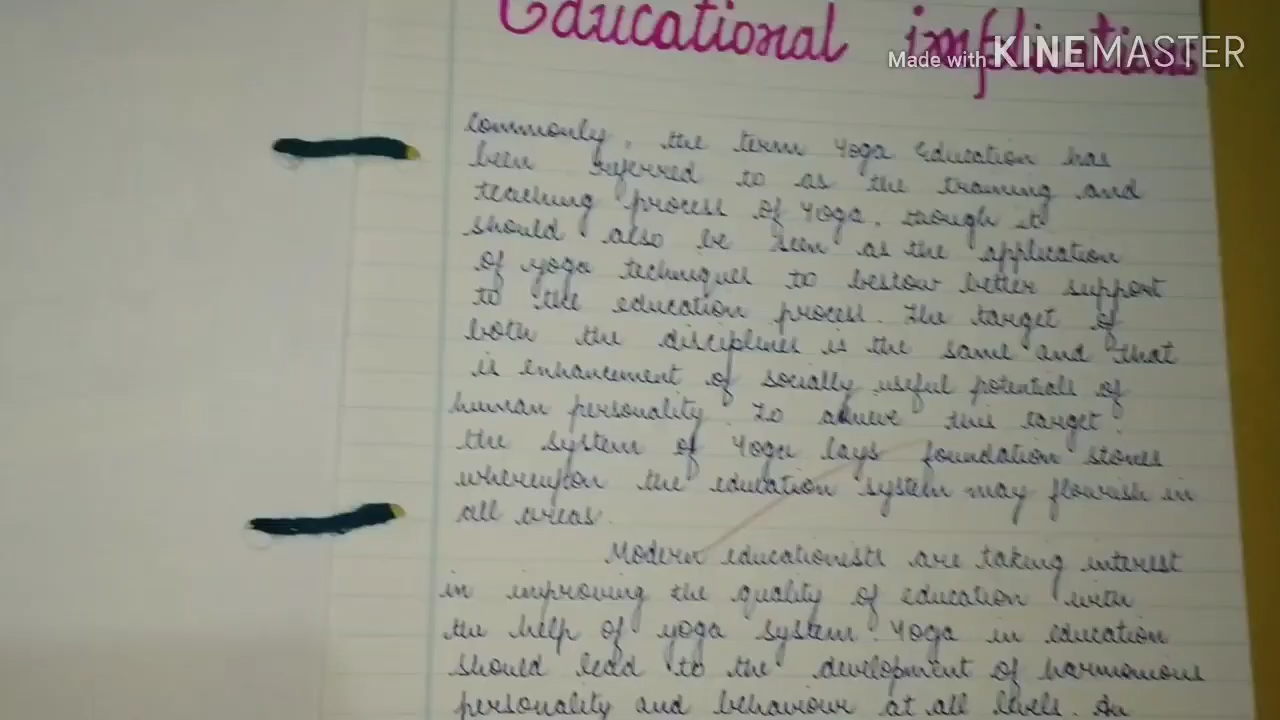 Educational implications
Made with KINEMASTER
Commonly, the term Yoga Education has
been referred to as the training and
teaching process of Yoga, though it
should also be seen as the application
of yoga techniques to bestow better support
to the education process. The target of
both the disciplines is the same and that
is enhancement of socially useful potentials of
human personality. To achieve this target,
the system of Yoga lays foundation stones
whereupon the education system may flourish in
all areas.
Modern educationists are taking interest
in improving the quality of education with
the help of yoga system. Yoga in education
should lead to the development of harmonious
personality and behaviour at all levels. An